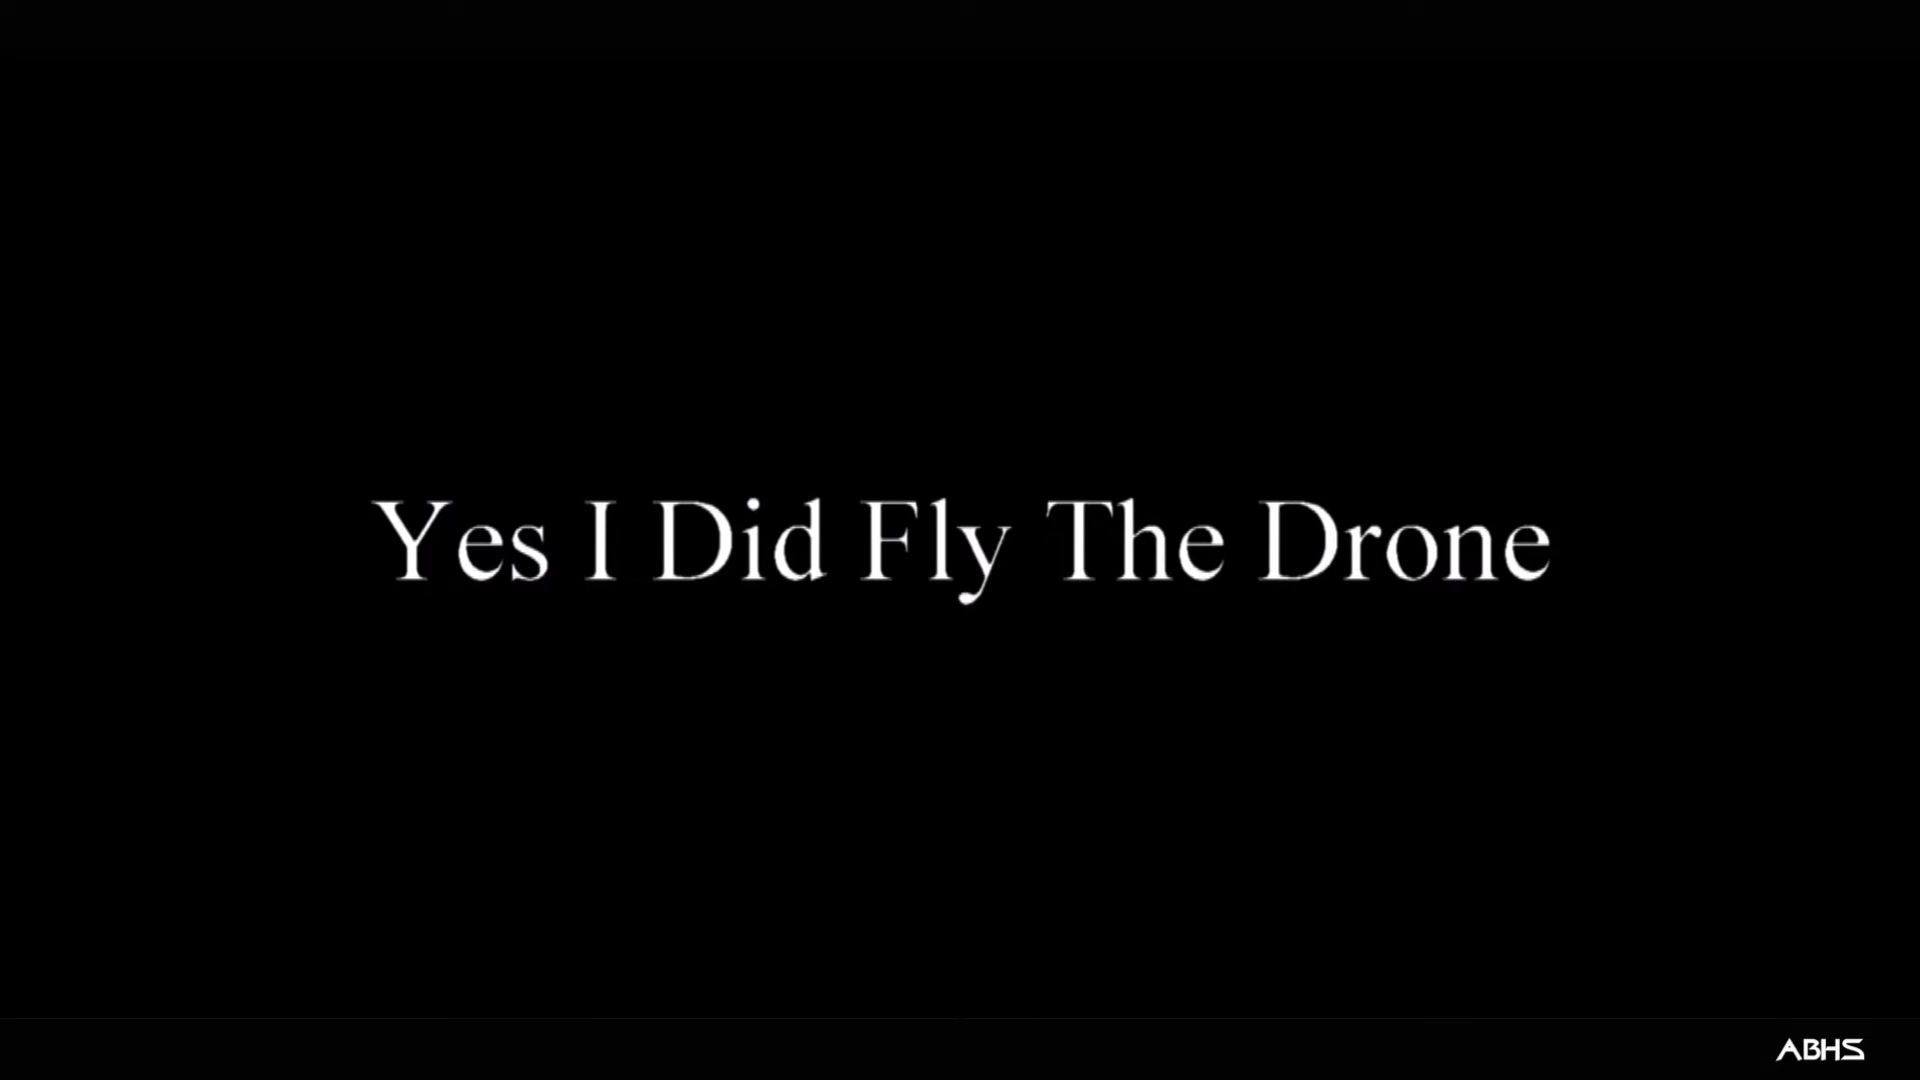 Yes I Did Fly The Drone
ABHS